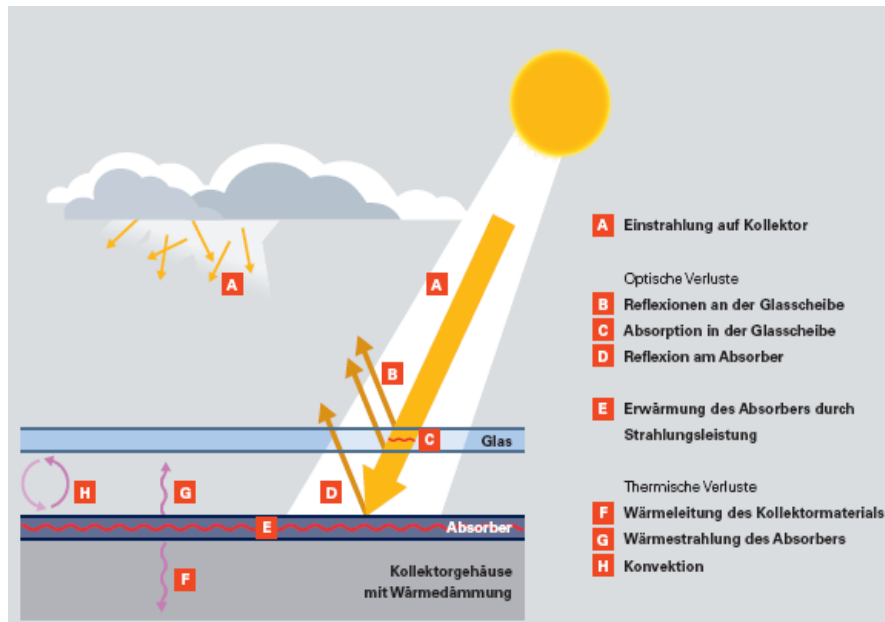 A
A
B
C
Glas
H
G
D
E
Absorber
F
Kollektorgehäuse
mit Wärmedämmung
A Einstrahlung auf Kollektor
Optische Verluste
B Reflexionen an der Glasscheibe
C Absorption in der Glasscheibe
D Reflexion am Absorber
E Erwärmung des Absorbers durch
Strahlungsleistung
Thermische Verluste
F Wärmeleitung des Kollektormaterials
G Wärmestrahlung des Absorbers
H Konvektion